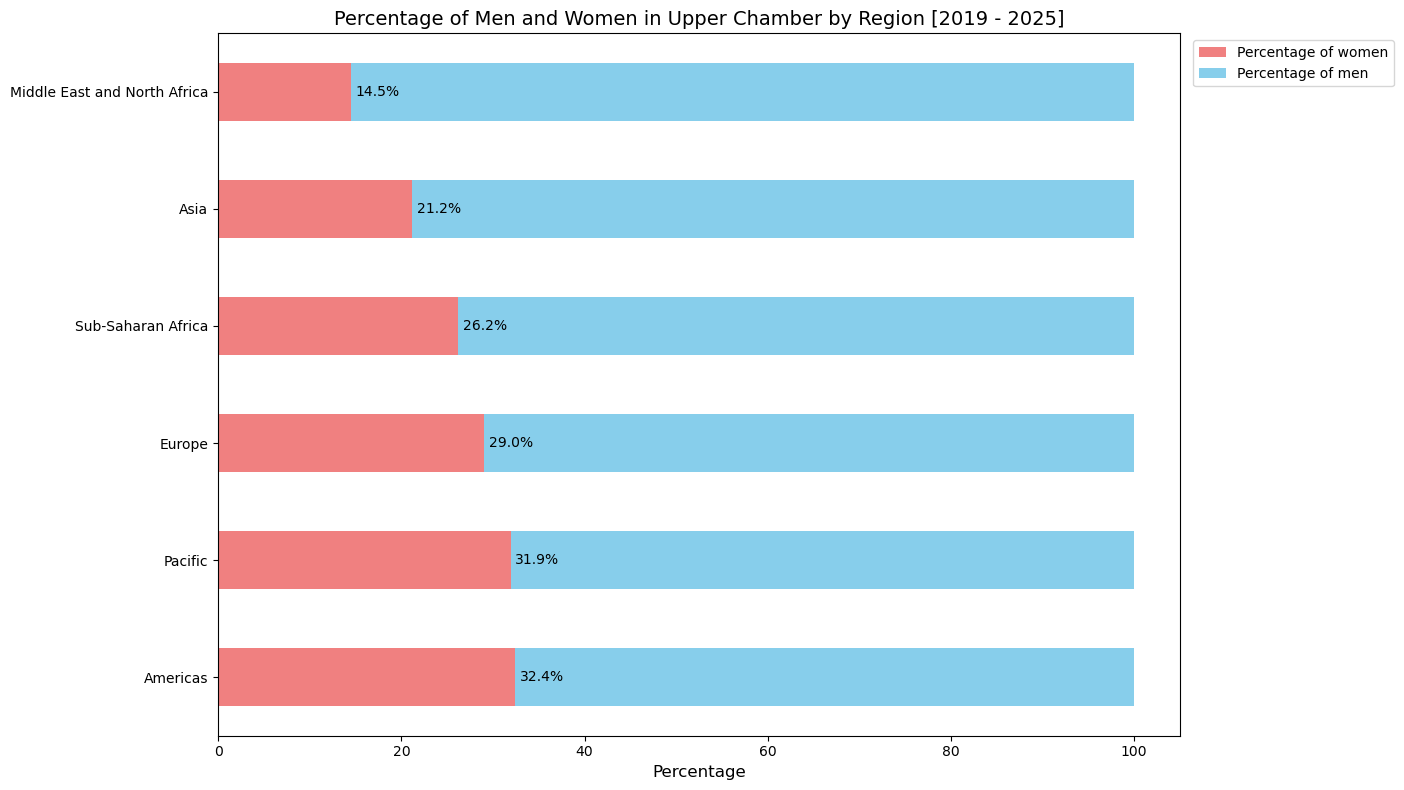 Percentage of Men and Women in Upper Chamber by Region [2019 - 2025]
Percentage of women
Percentage of men
Middle East and North Africa
14.5%
Asia
21.2%
Sub-Saharan Africa
26.2%
Europe
29.0%
Pacific
31.9%
Americas
32.4%
0 20 40 60 80 100
Percentage